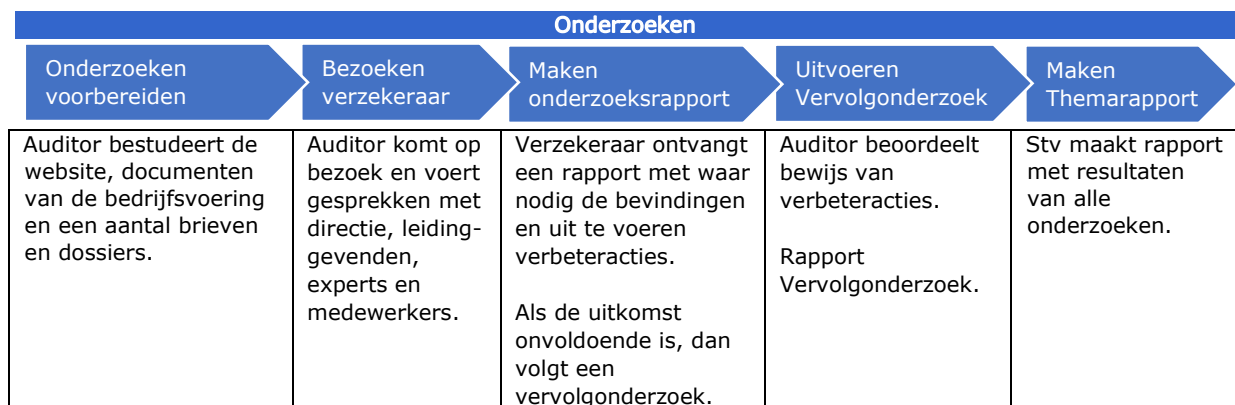 Onderzoeken
Onderzoeken
voorbereiden
Bezoeken
verzekeraar
Maken
onderzoeksrapport
Uitvoeren
Vervolgonderzoek
Maken
Themarapport
Auditor bestudeert de
website, documenten
van de bedrijfsvoering
en een aantal brieven
en dossiers.
Auditor komt op
bezoek en voert
gesprekken met
directie, leiding-
gevenden,
experts en
medewerkers.
Verzekeraar ontvangt
een rapport met waar
nodig de bevindingen
en uit te voeren
verbeteracties.
Als de uitkomst
onvoldoende is, dan
volgt een
vervolgonderzoek.
Auditor beoordeelt
bewijs van
verbeteracties.
Rapport
Vervolgonderzoek.
Stv maakt rapport
met resultaten
van alle
onderzoeken.